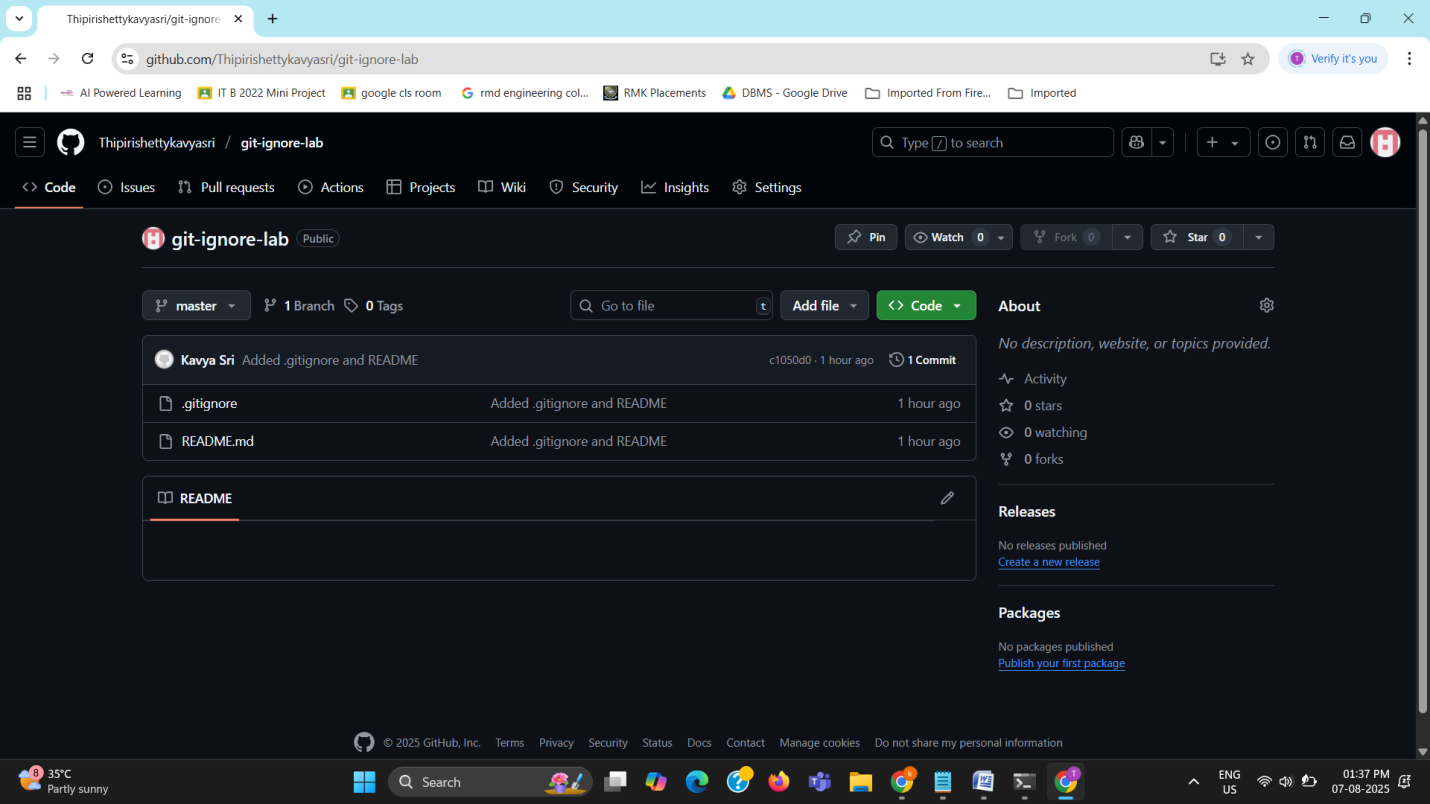 Thipirishettykavyasri/git-ignore
github.com/Thipirishettykavyasri/git-ignore-lab
T
Verify it's you
AI Powered Learning
IT B 2022 Mini Project
google cls room
rmd engineering col...
RMK Placements
DBMS - Google Drive
Imported From Fire...
Imported
Thipirishettykavyasri / git-ignore-lab
Type / to search
Code
Issues
Pull requests
Actions
Projects
Wiki
Security
Insights
Settings
git-ignore-lab
Public
Pin
Watch 0
Fork 0
Star 0
master
1 Branch
0 Tags
Go to file
t
Add file
Code
Kavya Sri Added .gitignore and README
c1050d0 · 1 hour ago
1 Commit
.gitignore
Added .gitignore and README
1 hour ago
README.md
Added .gitignore and README
1 hour ago
README
About
No description, website, or topics provided.
Activity
0 stars
0 watching
0 forks
Releases
No releases published
Create a new release
Packages
No packages published
Publish your first package
© 2025 GitHub, Inc.
Terms
Privacy
Security
Status
Docs
Contact
Manage cookies
Do not share my personal information
8
35°C
Partly sunny
Search
k
T
ENG
US
01:37 PM
07-08-2025